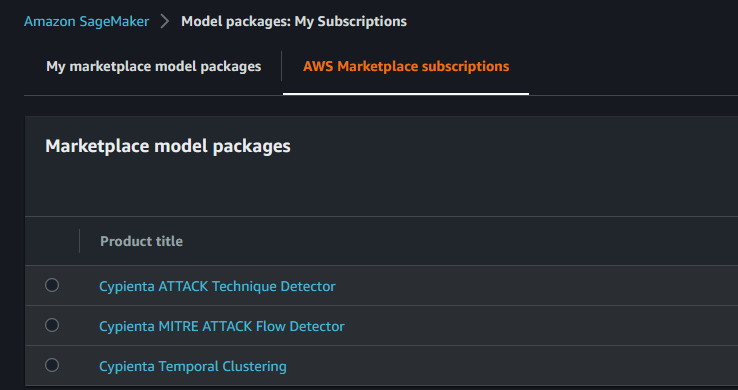 Amazon SageMaker > Model packages: My Subscriptions
My marketplace model packages AWS Marketplace subscriptions
Marketplace model packages
Product title
Cypienta ATTACK Technique Detector
Cypienta MITRE ATTACK Flow Detector
Cypienta Temporal Clustering